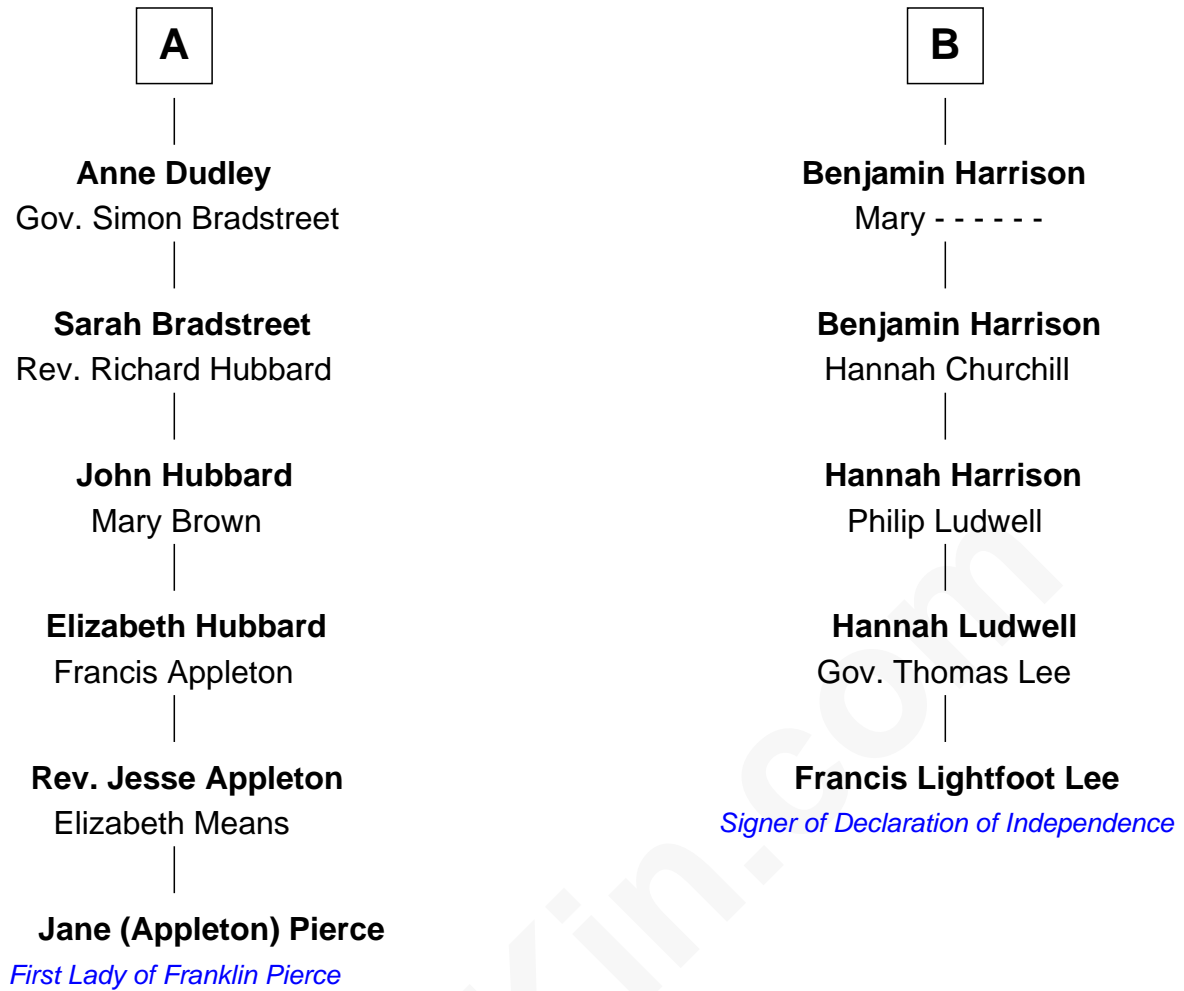 A
Anne Dudley
Gov. Simon Bradstreet
Sarah Bradstreet
Rev. Richard Hubbard
John Hubbard
Mary Brown
Elizabeth Hubbard
Francis Appleton
Rev. Jesse Appleton
Elizabeth Means
Jane (Appleton) Pierce
First Lady of Franklin Pierce
B
Benjamin Harrison
Mary - - - - - -
Benjamin Harrison
Hannah Churchill
Hannah Harrison
Philip Ludwell
Hannah Ludwell
Gov. Thomas Lee
Francis Lightfoot Lee
Signer of Declaration of Independence